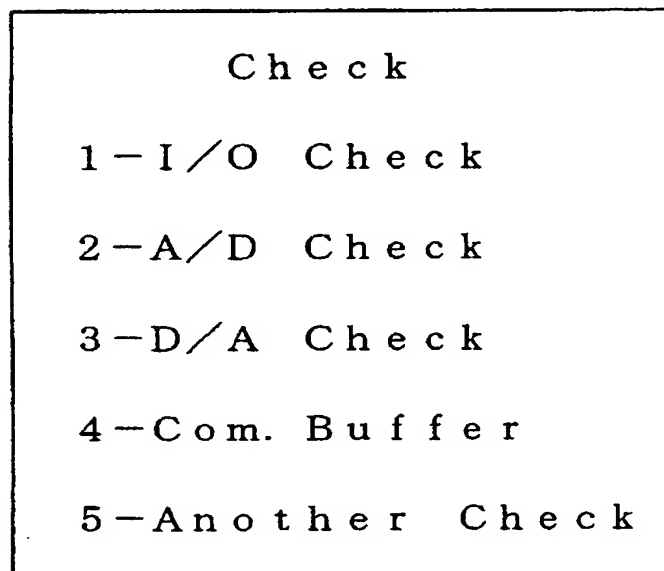 Check
1-I/O Check
2-A/D Check
3-D/A Check
4-Com. Buffer
5-Another Check